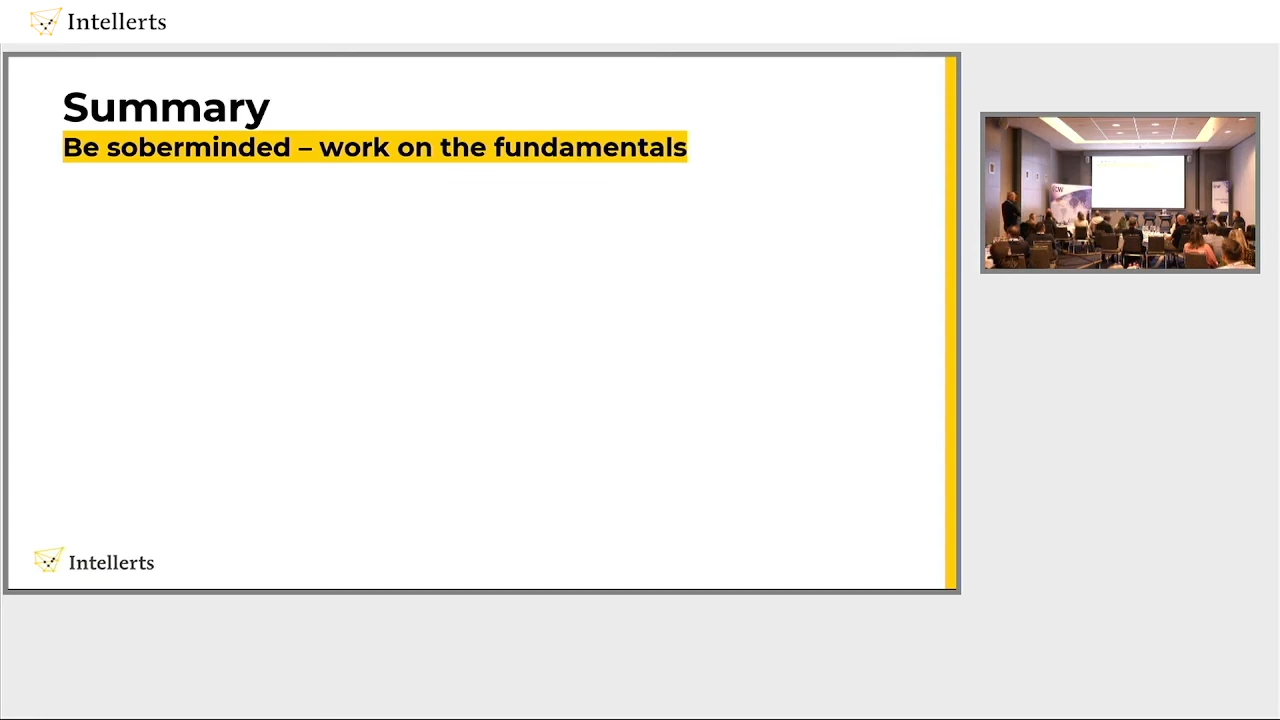 Intellerts
Summary
Be soberminded – work on the fundamentals
Intellerts